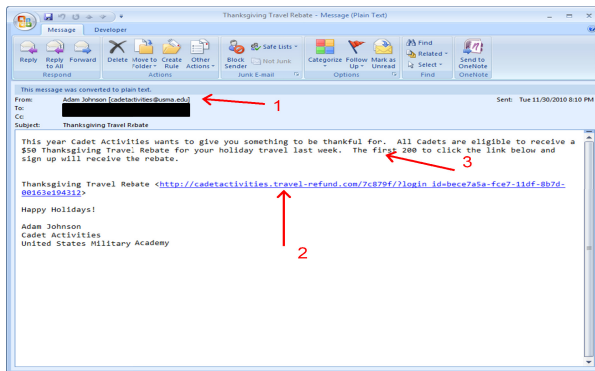 Thanksgiving Travel Rebate - Message (Plain Text)
Message Developer
Reply Reply to All Forward Delete Move to Folder Create Rule Other Actions Block Sender Safe Lists Not Junk Categorize Follow Up Mark as Unread Find Related Select Send to OneNote
Respond Actions Junk E-mail Options Find OneNote
This message was converted to plain text.
From: Adam Johnson [cadetactivities@usma.edu] Sent: Tue 11/30/2010 8:10 PM
To:
Cc:
Subject: Thanksgiving Travel Rebate
1
This year Cadet Activities wants to give you something to be thankful for. All Cadets are eligible to receive a
$50 Thanksgiving Travel Rebate for your holiday travel last week. The first 200 to click the link below and
sign up will receive the rebate.
3
Thanksgiving Travel Rebate <http://cadetactivities.travel-refund.com/7c879f/?login_id=bece7a5a-fce7-11df-8b7d-
00163e194312>
Happy Holidays!
2
Adam Johnson
Cadet Activities
United States Military Academy